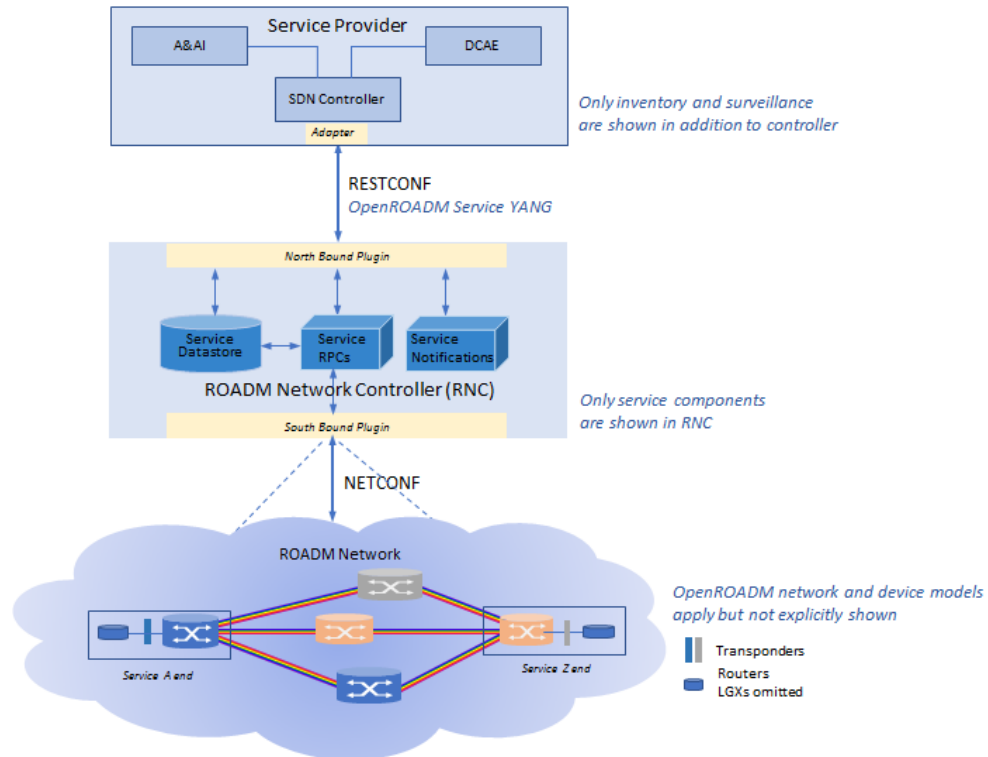 Service Provider
A&AI
DCAE
SDN Controller
Adapter
Only inventory and surveillance
are shown in addition to controller
RESTCONF
OpenROADM Service YANG
North Bound Plugin
Service
Datastore
Service
RPCs
Service
Notifications
ROADM Network Controller (RNC)
Only service components
are shown in RNC
South Bound Plugin
NETCONF
ROADM Network
OpenROADM network and device models
apply but not explicitly shown
Service A end
Service Z end
Transponders
Routers
LGXs omitted